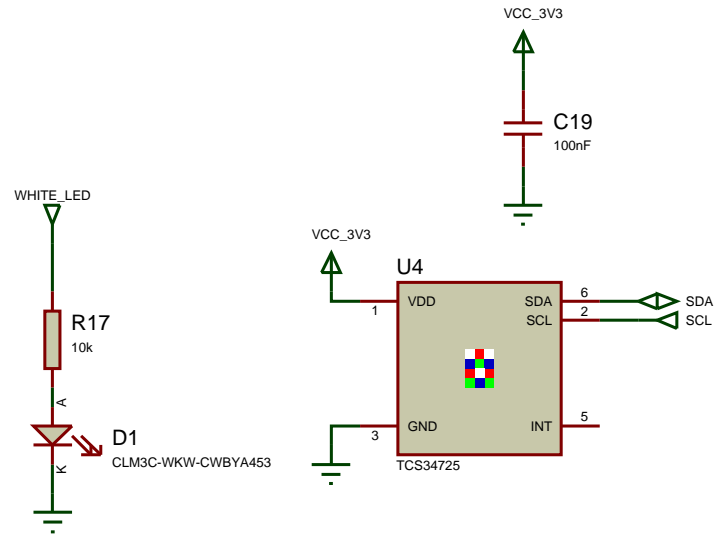 VCC_3V3
C19
100nF
WHITE_LED
VCC_3V3
U4
R17
10k
A
D1
CLM3C-WKW-CWBYA453
K
1
VDD
SDA
6
SDA
SCL
2
SCL
3
GND
INT
5
TCS34725